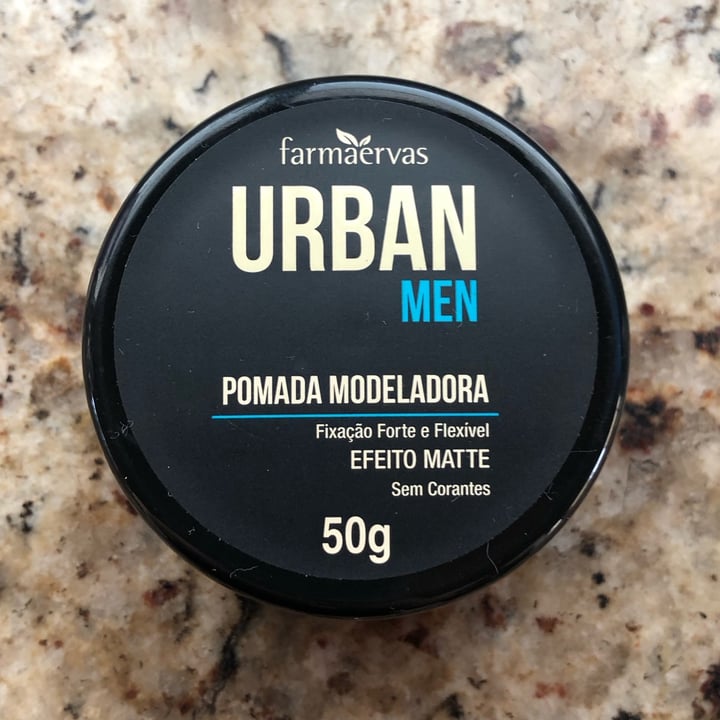 farmaervas
URBAN
MEN
POMADA MODELADORA
Fixação Forte e Flexível
EFEITO MATTE
Sem Corantes
50g